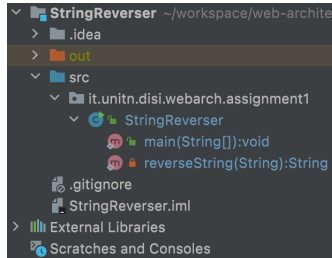 StringReverser ~/workspace/web-archite
.idea
out
src
it.unitn.disi.webarch.assignment1
StringReverser
main(String[]):void
reverseString(String):String
.gitignore
StringReverser.iml
External Libraries
Scratches and Consoles